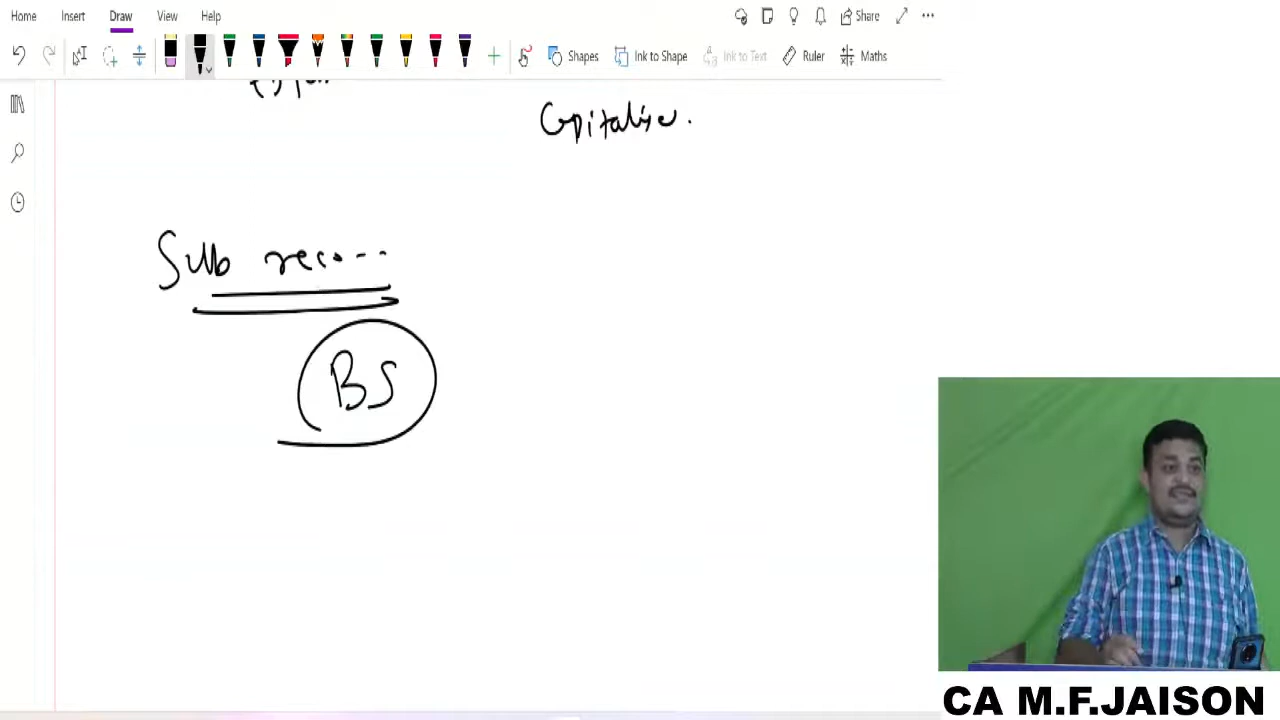 Home Insert Draw View Help Share
Shapes Ink to Shape Ink to Text Ruler Maths
Capitalise.
Sub reco...
BS
CA M.F.JAISON